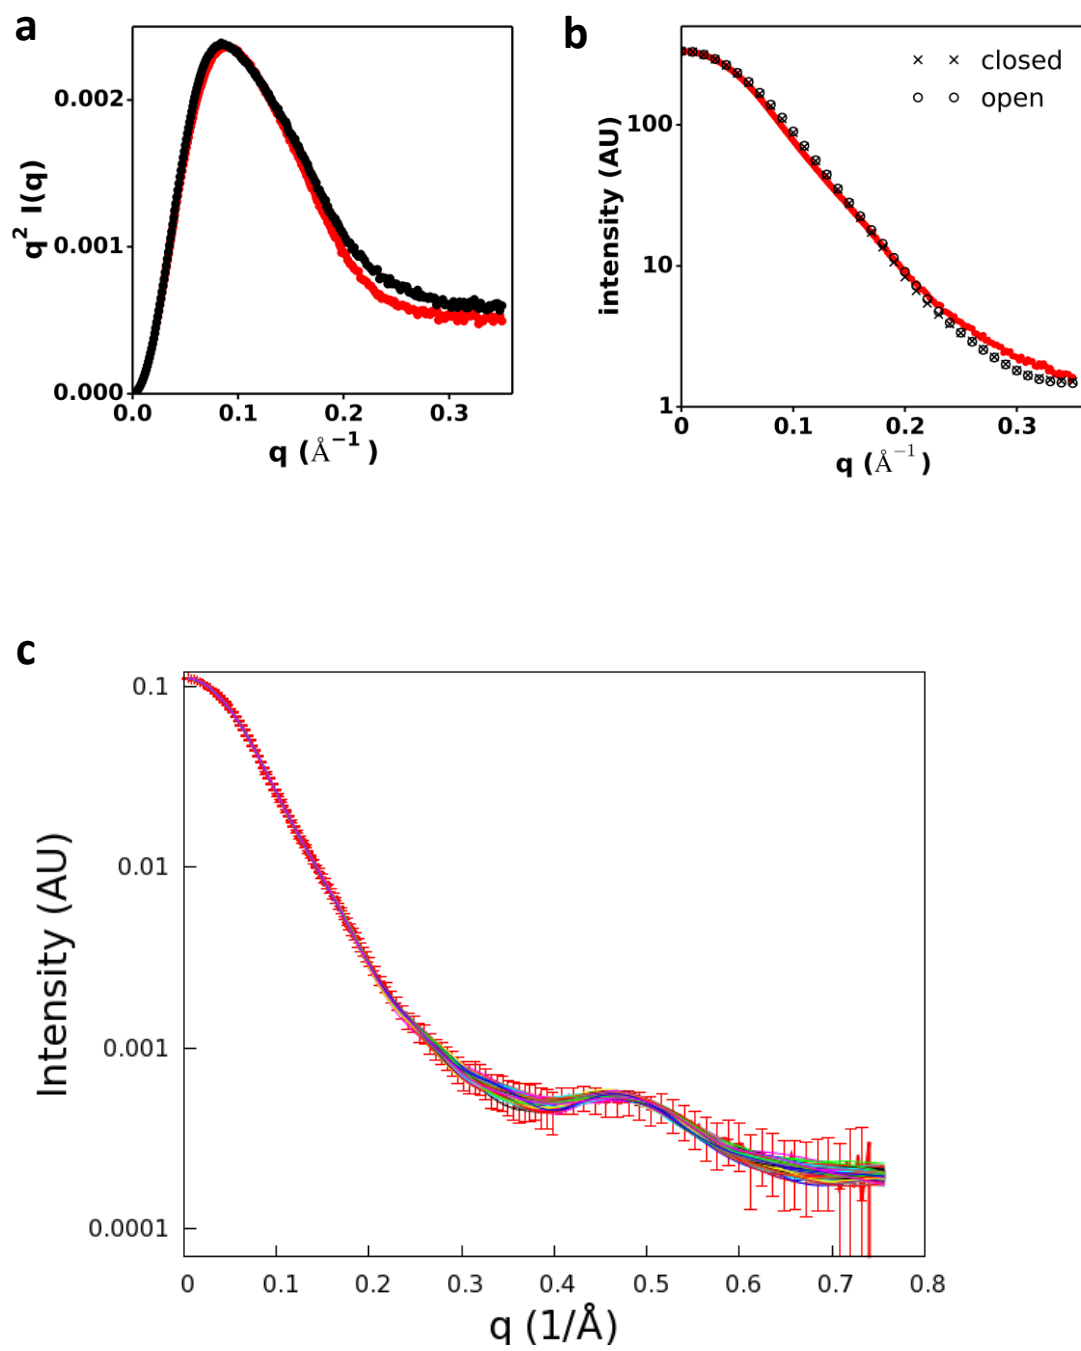 a
0.002
0.001
0.000
q² I(q)
0.0 0.1 0.2 0.3
q (Å⁻¹)
b
× × closed
o o open
100
10
1
intensity (AU)
0 0.1 0.2 0.3
q (Å⁻¹)
c
0.1
0.01
0.001
0.0001
Intensity (AU)
0 0.1 0.2 0.3 0.4 0.5 0.6 0.7 0.8
q (1/Å)